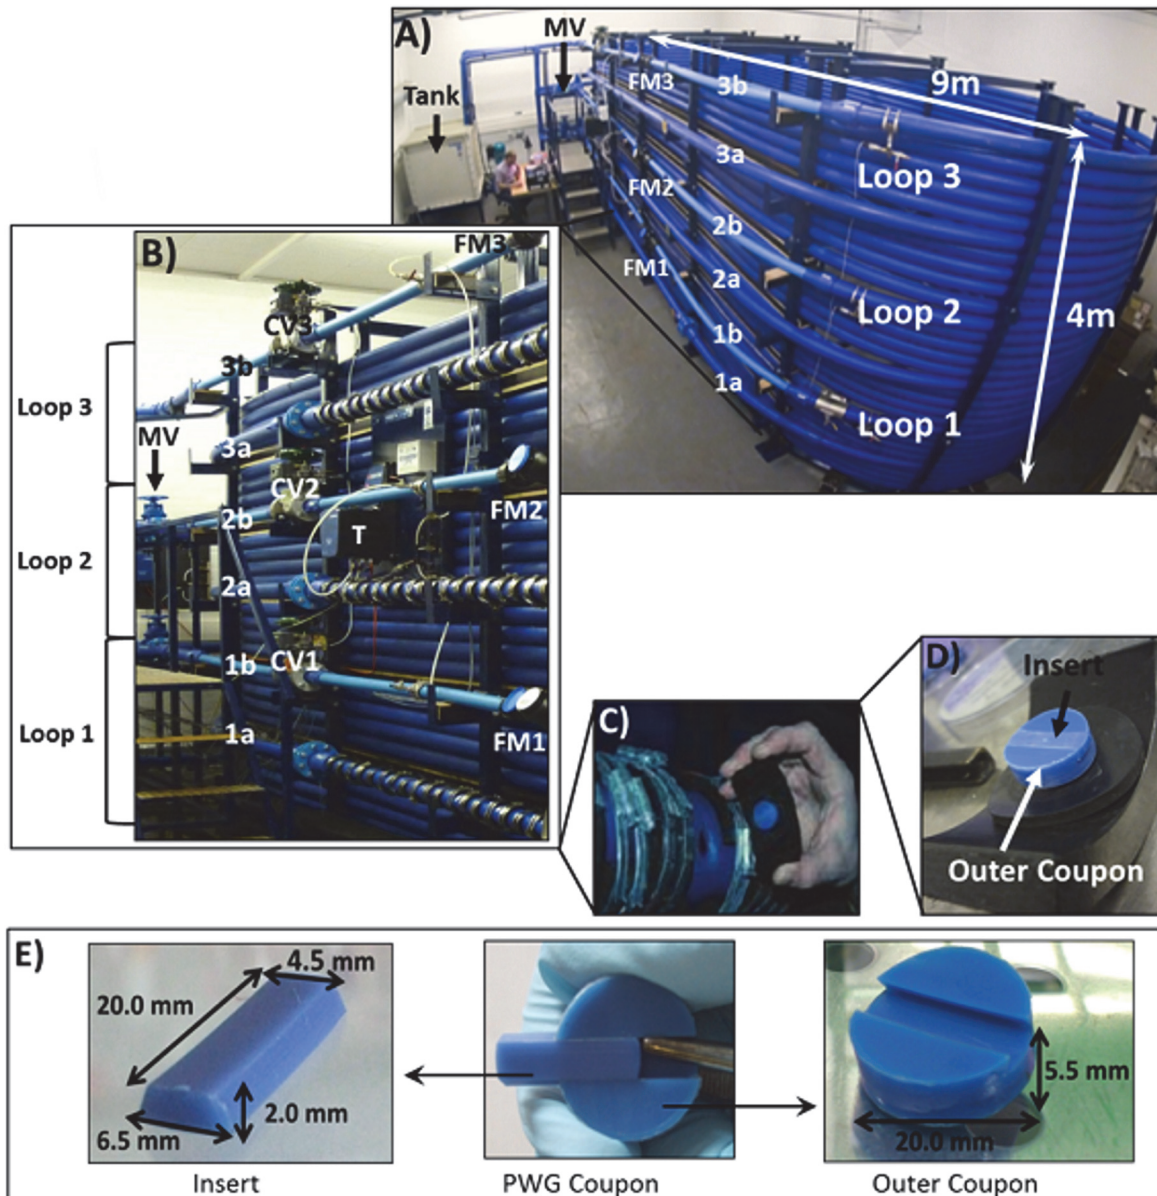 A)
MV
Tank
FM3
3b
9m
3a
Loop 3
FM2
2b
FM1
2a
Loop 2
4m
1b
1a
Loop 1
B)
FM3
CV3
3b
Loop 3
MV
3a
CV2
2b
T
FM2
Loop 2
2a
1b
CV1
Loop 1
1a
FM1
C)
D)
Insert
Outer Coupon
E)
4.5 mm
20.0 mm
2.0 mm
6.5 mm
5.5 mm
20.0 mm
Insert
PWG Coupon
Outer Coupon